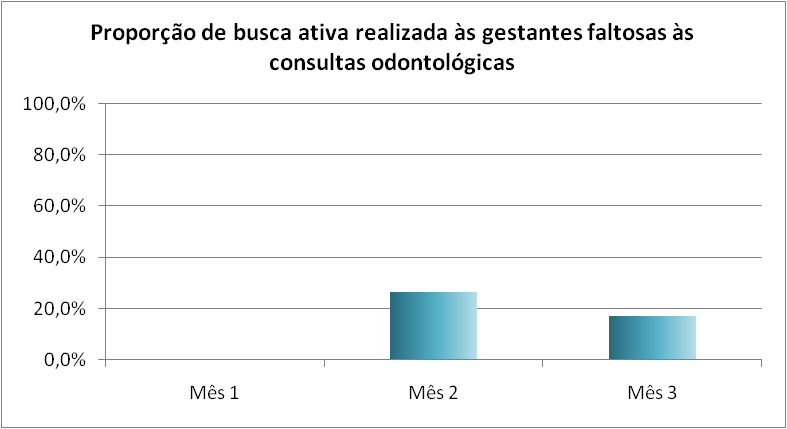 Proporção de busca ativa realizada às gestantes faltosas às
consultas odontológicas
100,0%
80,0%
60,0%
40,0%
20,0%
0,0%
Mês 1 Mês 2 Mês 3